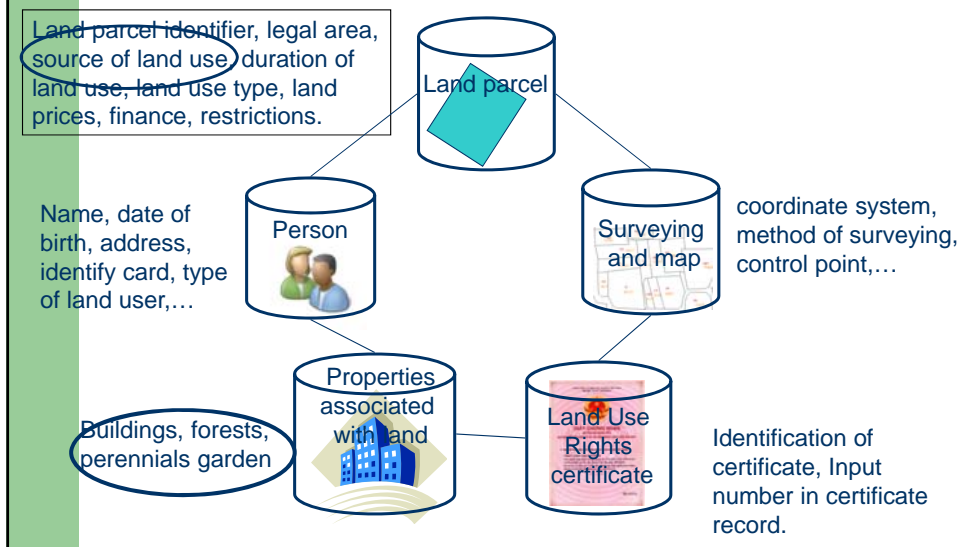 Land parcel identifier, legal area,
source of land use, duration of
land use, land use type, land
prices, finance, restrictions.
Land parcel
Name, date of
birth, address,
identify card, type
of land user,…
Person
Surveying
and map
coordinate system,
method of surveying,
control point,…
Buildings, forests,
perennials garden
Properties
associated
with land
Land Use
Rights
certificate
Identification of
certificate, Input
number in certificate
record.